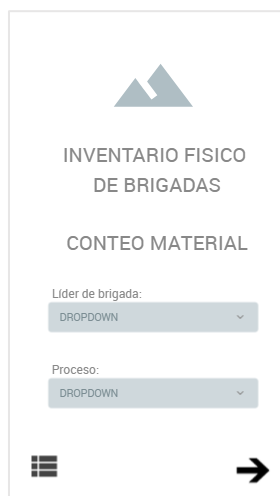 INVENTARIO FISICO
DE BRIGADAS
CONTEO MATERIAL
Líder de brigada:
DROPDOWN
Proceso:
DROPDOWN